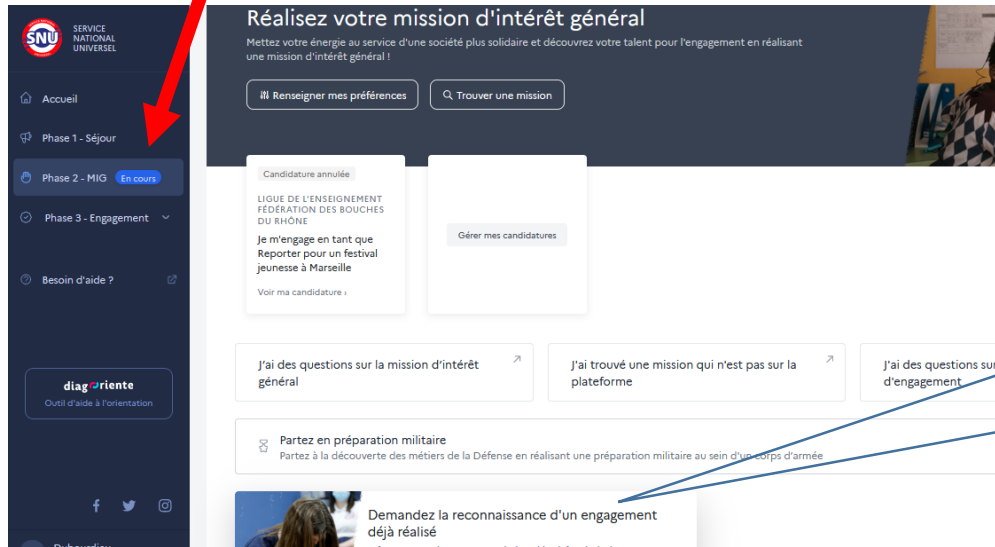 SNU
SERVICE
NATIONAL
UNIVERSEL
Accueil
Phase 1 - Séjour
Phase 2 - MIG En cours
Phase 3 - Engagement
Besoin d'aide ?
diagoriente
Outil d'aide à l'orientation
Réalisez votre mission d'intérêt général
Mettez votre énergie au service d'une société plus solidaire et découvrez votre talent pour l'engagement en réalisant
une mission d'intérêt général !
Renseigner mes préférences
Trouver une mission
Candidature annulée
LIGUE DE L'ENSEIGNEMENT
FÉDÉRATION DES BOUCHES
DU RHÔNE
Je m'engage en tant que
Reporter pour un festival
jeunesse à Marseille
Voir ma candidature ›
Gérer mes candidatures
J'ai des questions sur la mission d'intérêt
général
J'ai trouvé une mission qui n'est pas sur la
plateforme
J'ai des questions sur
d'engagement
Partez en préparation militaire
Partez à la découverte des métiers de la Défense en réalisant une préparation militaire au sein d'un corps d'armée
Demandez la reconnaissance d'un engagement
déjà réalisé